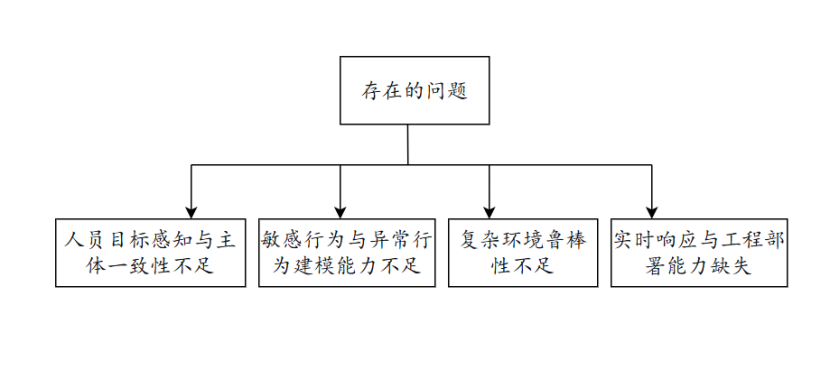 存在的问题
人员目标感知与主
体一致性不足
敏感行为与异常行
为建模能力不足
复杂环境鲁棒
性不足
实时响应与工程部
署能力缺失